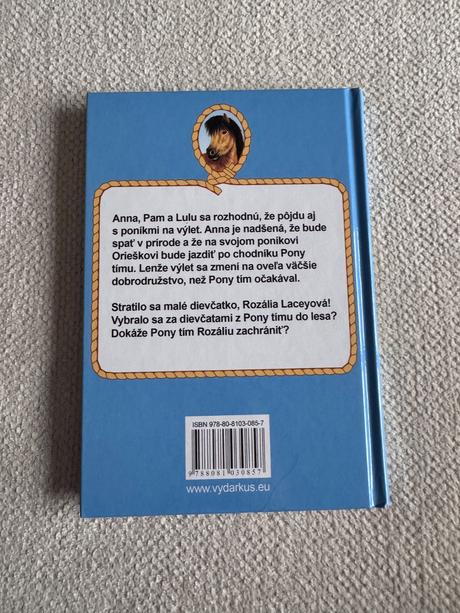 Anna, Pam a Lulu sa rozhodnú, že pôjdu aj
s poníkmi na výlet. Anna je nadšená, že bude
spať v prírode a že na svojom poníkovi
Orieškovi bude jazdiť po chodníku Pony
tímu. Lenže výlet sa zmení na oveľa väčšie
dobrodružstvo, než Pony tím očakával.
Stratilo sa malé dievčatko, Rozália Laceyová!
Vybralo sa za dievčatami z Pony tímu do lesa?
Dokáže Pony tím Rozáliu zachrániť?
ISBN 978-80-8103-085-7
9788081030857
www.vydarkus.eu